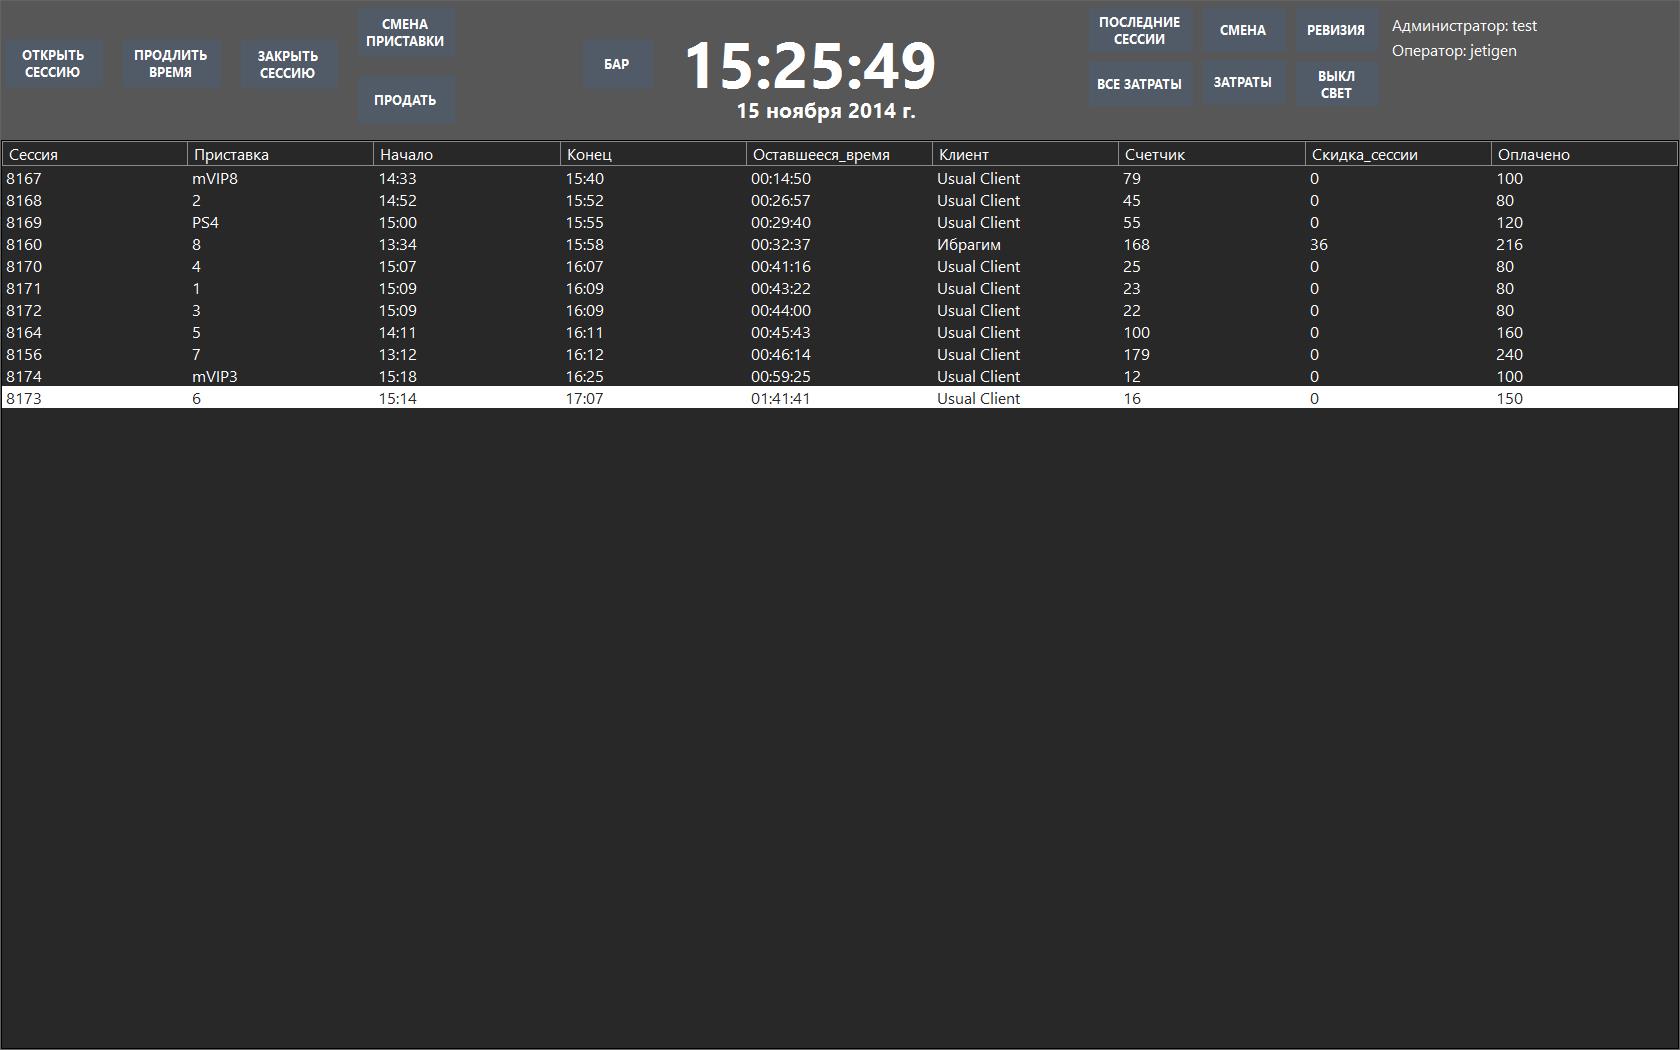 ОТКРЫТЬ
СЕССИЮ
ПРОДЛИТЬ
ВРЕМЯ
ЗАКРЫТЬ
СЕССИЮ
СМЕНА
ПРИСТАВКИ
ПРОДАТЬ
БАР
15:25:49
15 ноября 2014 г.
ПОСЛЕДНИЕ
СЕССИИ
СМЕНА
РЕВИЗИЯ
ВСЕ ЗАТРАТЫ
ЗАТРАТЫ
ВЫКЛ
СВЕТ
Администратор: test
Оператор: jetigen
Сессия Приставка Начало Конец Оставшееся_время Клиент Счетчик Скидка_сессии Оплачено
8167 mVIP8 14:33 15:40 00:14:50 Usual Client 79 0 100
8168 2 14:52 15:52 00:26:57 Usual Client 45 0 80
8169 PS4 15:00 15:55 00:29:40 Usual Client 55 0 120
8160 8 13:34 15:58 00:32:37 Ибрагим 168 36 216
8170 4 15:07 16:07 00:41:16 Usual Client 25 0 80
8171 1 15:09 16:09 00:43:22 Usual Client 23 0 80
8172 3 15:09 16:09 00:44:00 Usual Client 22 0 80
8164 5 14:11 16:11 00:45:43 Usual Client 100 0 160
8156 7 13:12 16:12 00:46:14 Usual Client 179 0 240
8174 mVIP3 15:18 16:25 00:59:25 Usual Client 12 0 100
8173 6 15:14 17:07 01:41:41 Usual Client 16 0 150